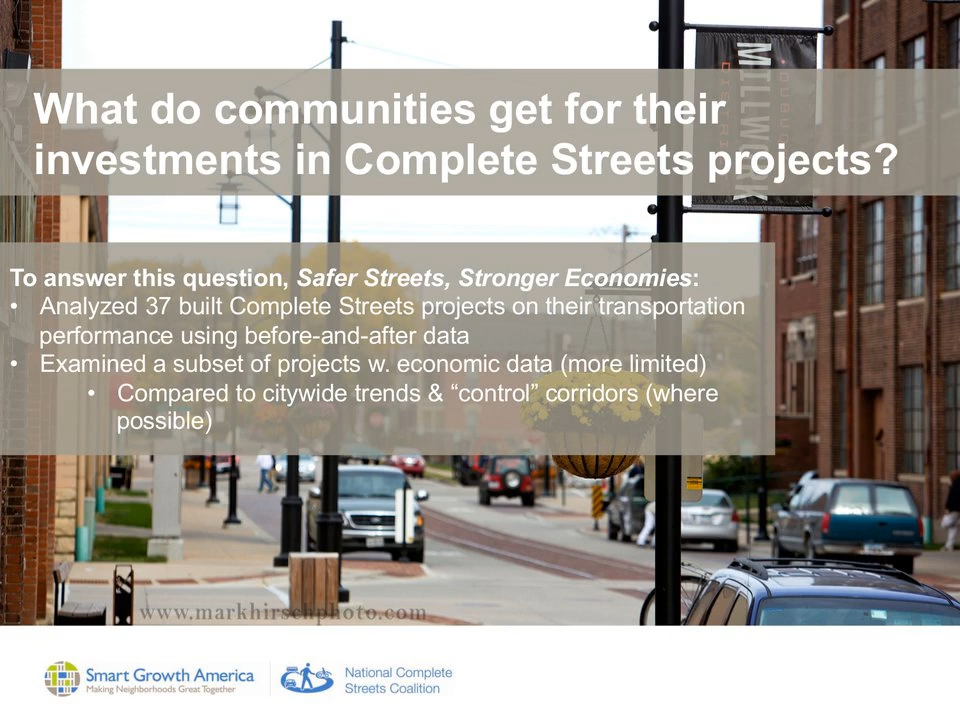 MILLWORK
DISTRICT
DUBUQUE
What do communities get for their
investments in Complete Streets projects?
To answer this question, Safer Streets, Stronger Economies:
• Analyzed 37 built Complete Streets projects on their transportation
performance using before-and-after data
• Examined a subset of projects w. economic data (more limited)
• Compared to citywide trends & “control” corridors (where
possible)
www.markhirschphoto.com
Smart Growth America
Making Neighborhoods Great Together
National Complete
Streets Coalition